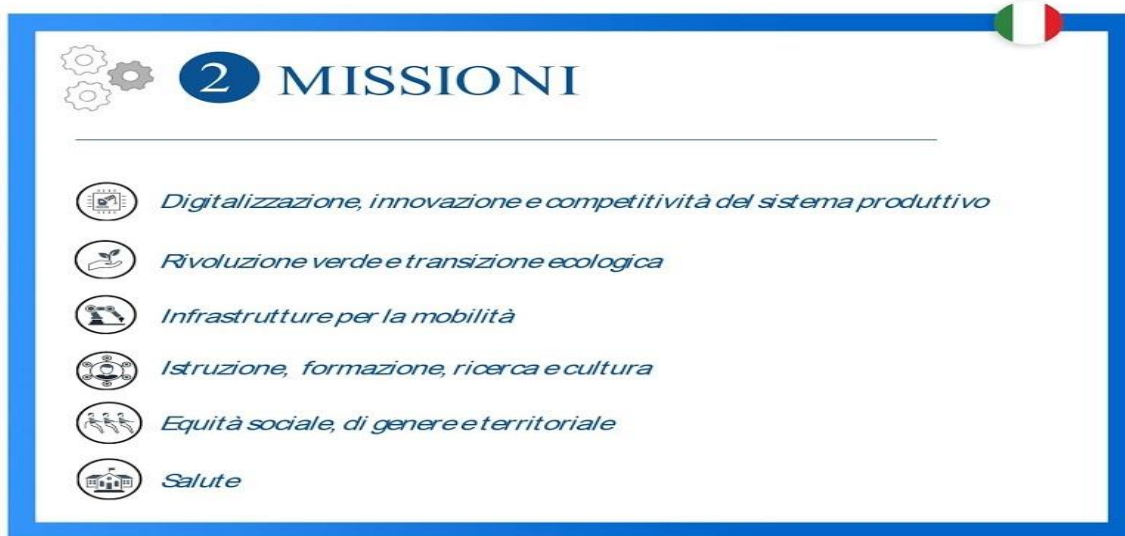 2 MISSIONI
Digitalizzazione, innovazione e competitività del sistema produttivo
Rivoluzione verde e transizione ecologica
Infrastrutture per la mobilità
Istruzione, formazione, ricerca e cultura
Equità sociale, di genere e territoriale
Salute